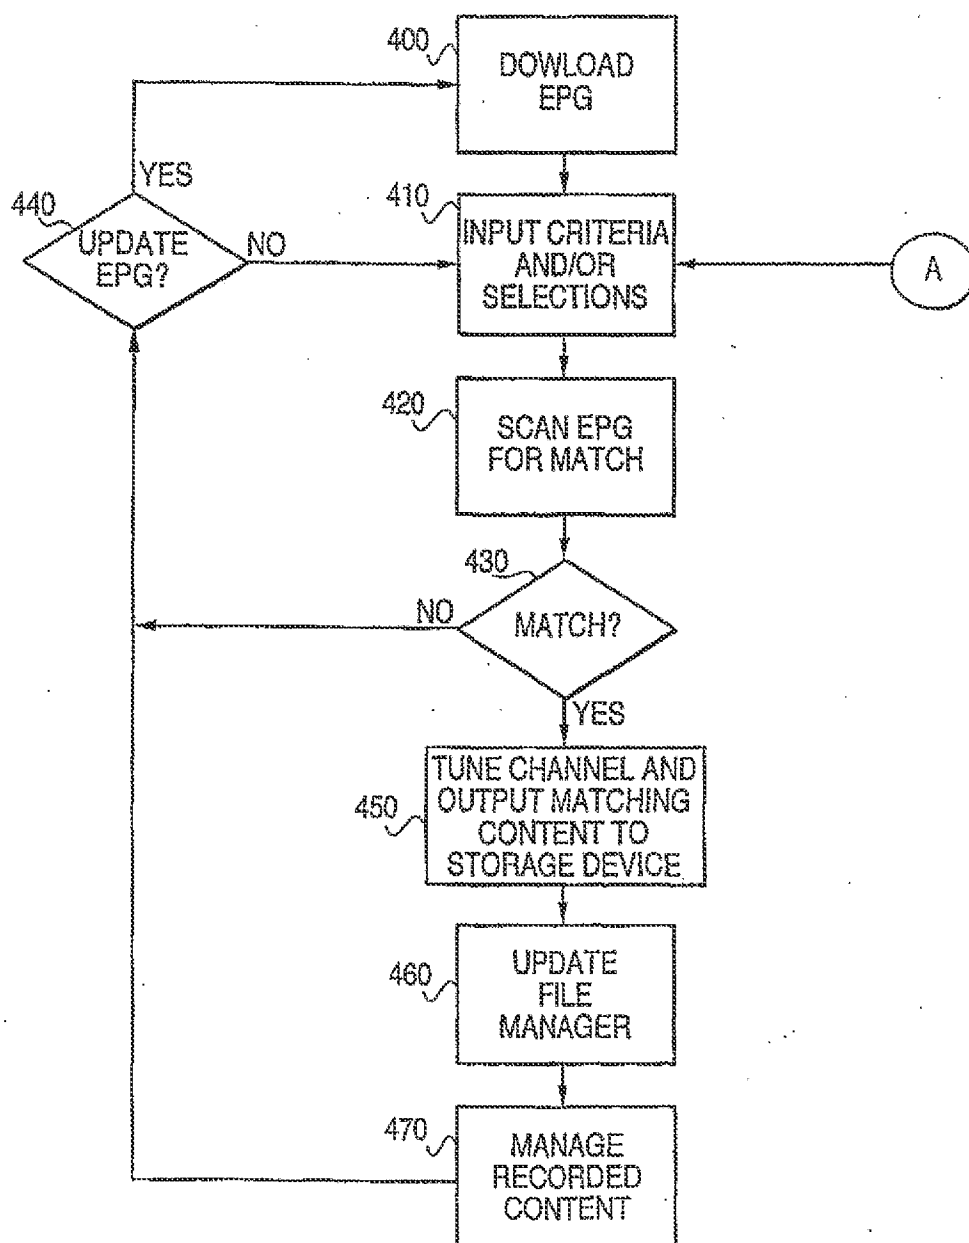 400
DOWLOAD
EPG
YES
440
UPDATE
EPG?
NO
410
INPUT CRITERIA
AND/OR
SELECTIONS
A
420
SCAN EPG
FOR MATCH
430
MATCH?
NO
YES
450
TUNE CHANNEL AND
OUTPUT MATCHING
CONTENT TO
STORAGE DEVICE
460
UPDATE
FILE
MANAGER
470
MANAGE
RECORDED
CONTENT